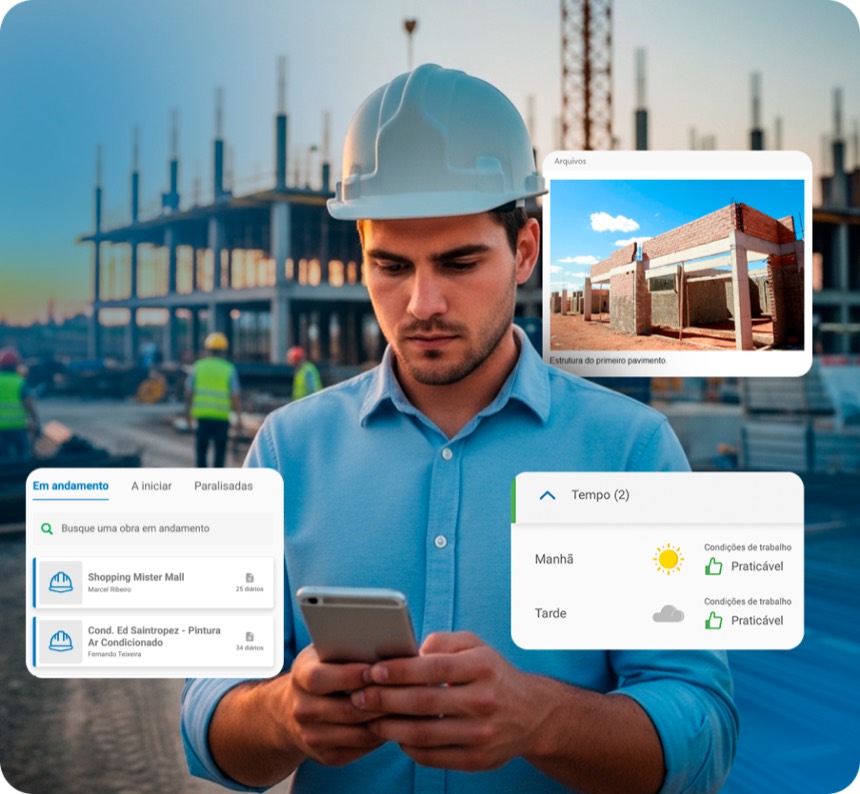 Arquivos
Estrutura do primeiro pavimento.
Em andamento A iniciar Paralisadas
Busque uma obra em andamento
Shopping Mister Mall
Marcel Ribeiro
25 diários
Cond. Ed Saintropez - Pintura
Ar Condicionado
Fernando Teixeira
34 diários
Tempo (2)
Manhã
Condições de trabalho
Praticável
Tarde
Condições de trabalho
Praticável